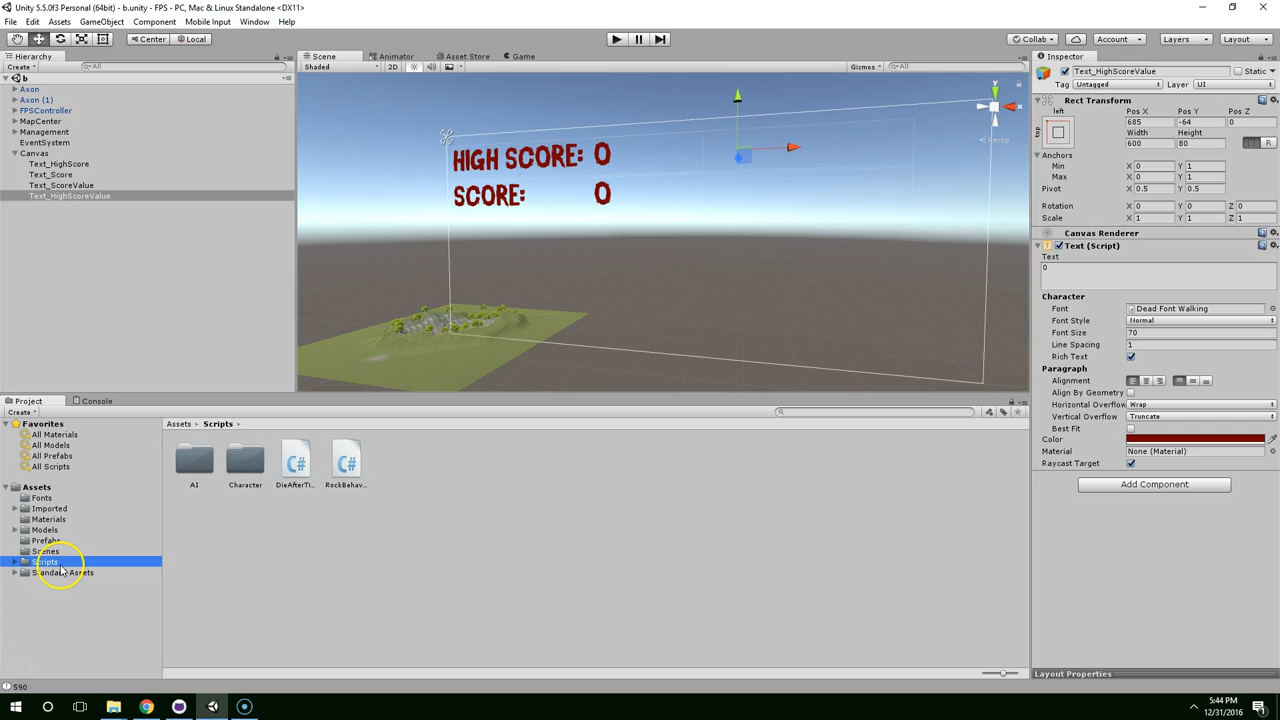 Unity 5.5.0f3 Personal (64bit) - b.unity - FPS - PC, Mac & Linux Standalone <DX11>
File Edit Assets GameObject Component Mobile Input Window Help
Center Local Collab Account Layers Layout
Hierarchy Scene Animator Asset Store Game Inspector
Create All Shaded 2D Gizmos All Text_HighScoreValue Static
b Tag Untagged Layer UI
Axon
Axon (1)
FPSController
MapCenter
Management
EventSystem
Canvas
Text_HighScore
Text_Score
Text_ScoreValue
Text_HighScoreValue
y
x
Persp
HIGH SCORE: 0
SCORE: 0
Rect Transform
left Pos X Pos Y Pos Z
top 685 -64 0
Width Height
600 80 R
Anchors
Min X 0 Y 1
Max X 0 Y 1
Pivot X 0.5 Y 0.5
Rotation X 0 Y 0 Z 0
Scale X 1 Y 1 Z 1
Canvas Renderer
Text (Script)
Text
0
Character
Font Dead Font Walking
Font Style Normal
Font Size 70
Line Spacing 1
Rich Text
Paragraph
Alignment
Align By Geometry
Horizontal Overflow Wrap
Vertical Overflow Truncate
Best Fit
Color
Material None (Material)
Raycast Target
Add Component
Layout Properties
Project Console
Create
Favorites
All Materials
All Models
All Prefabs
All Scripts
Assets
Fonts
Imported
Materials
Models
Prefabs
Scenes
Scripts
Standard Assets
Assets Scripts
C# C#
AI Character DieAfterTi... RockBehav...
590
5:44 PM
12/31/2016
1